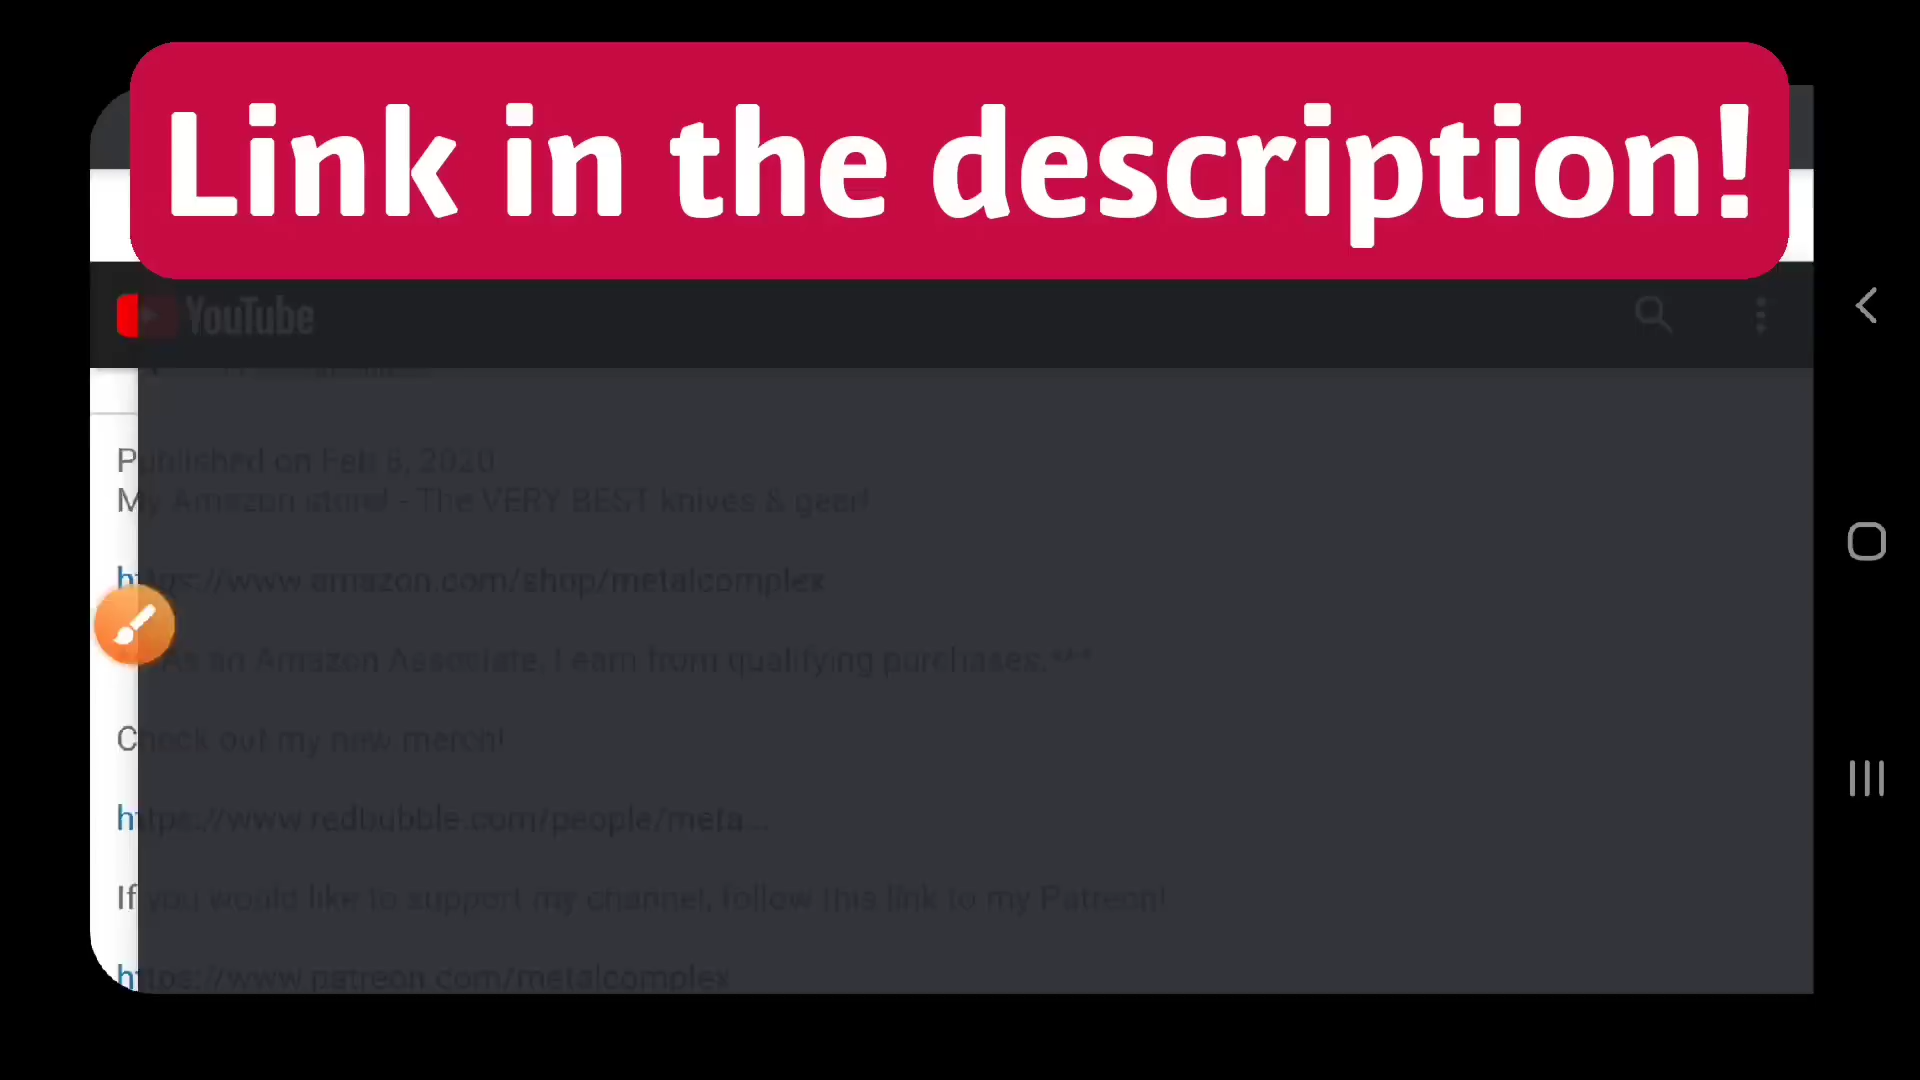 Link in the description!
YouTube
Published on Feb 8, 2020
My Amazon store! - The VERY BEST knives & gear!
https://www.amazon.com/shop/metalcomplex
As an Amazon Associate, I earn from qualifying purchases.***
Check out my new merch!
https://www.redbubble.com/people/meta...
If you would like to support my channel, follow this link to my Patreon!
https://www.patreon.com/metalcomplex